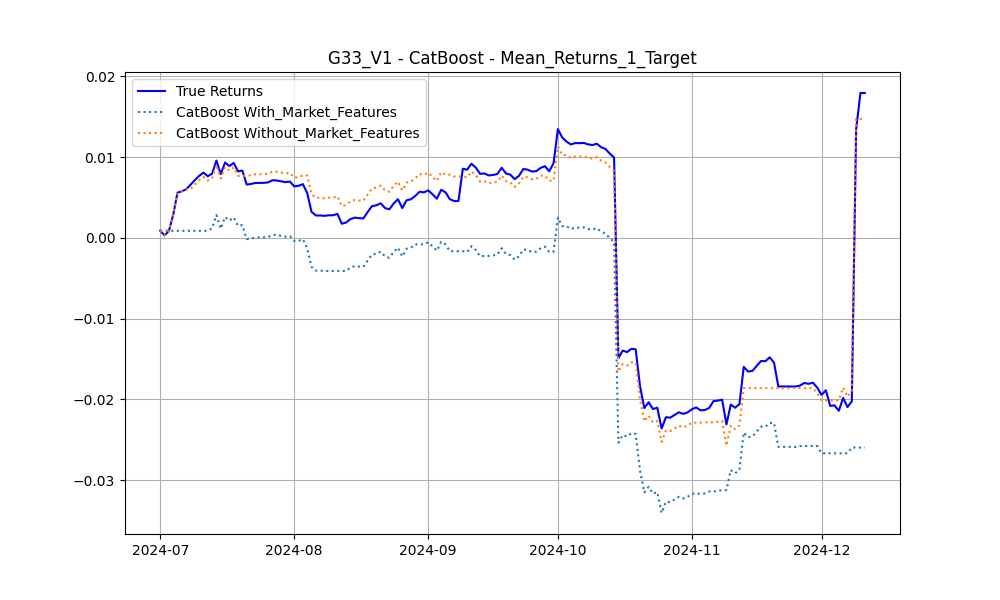 G33_V1 - CatBoost - Mean_Returns_1_Target
True Returns
CatBoost With_Market_Features
CatBoost Without_Market_Features
0.02
0.01
0.00
−0.01
−0.02
−0.03
2024-07 2024-08 2024-09 2024-10 2024-11 2024-12